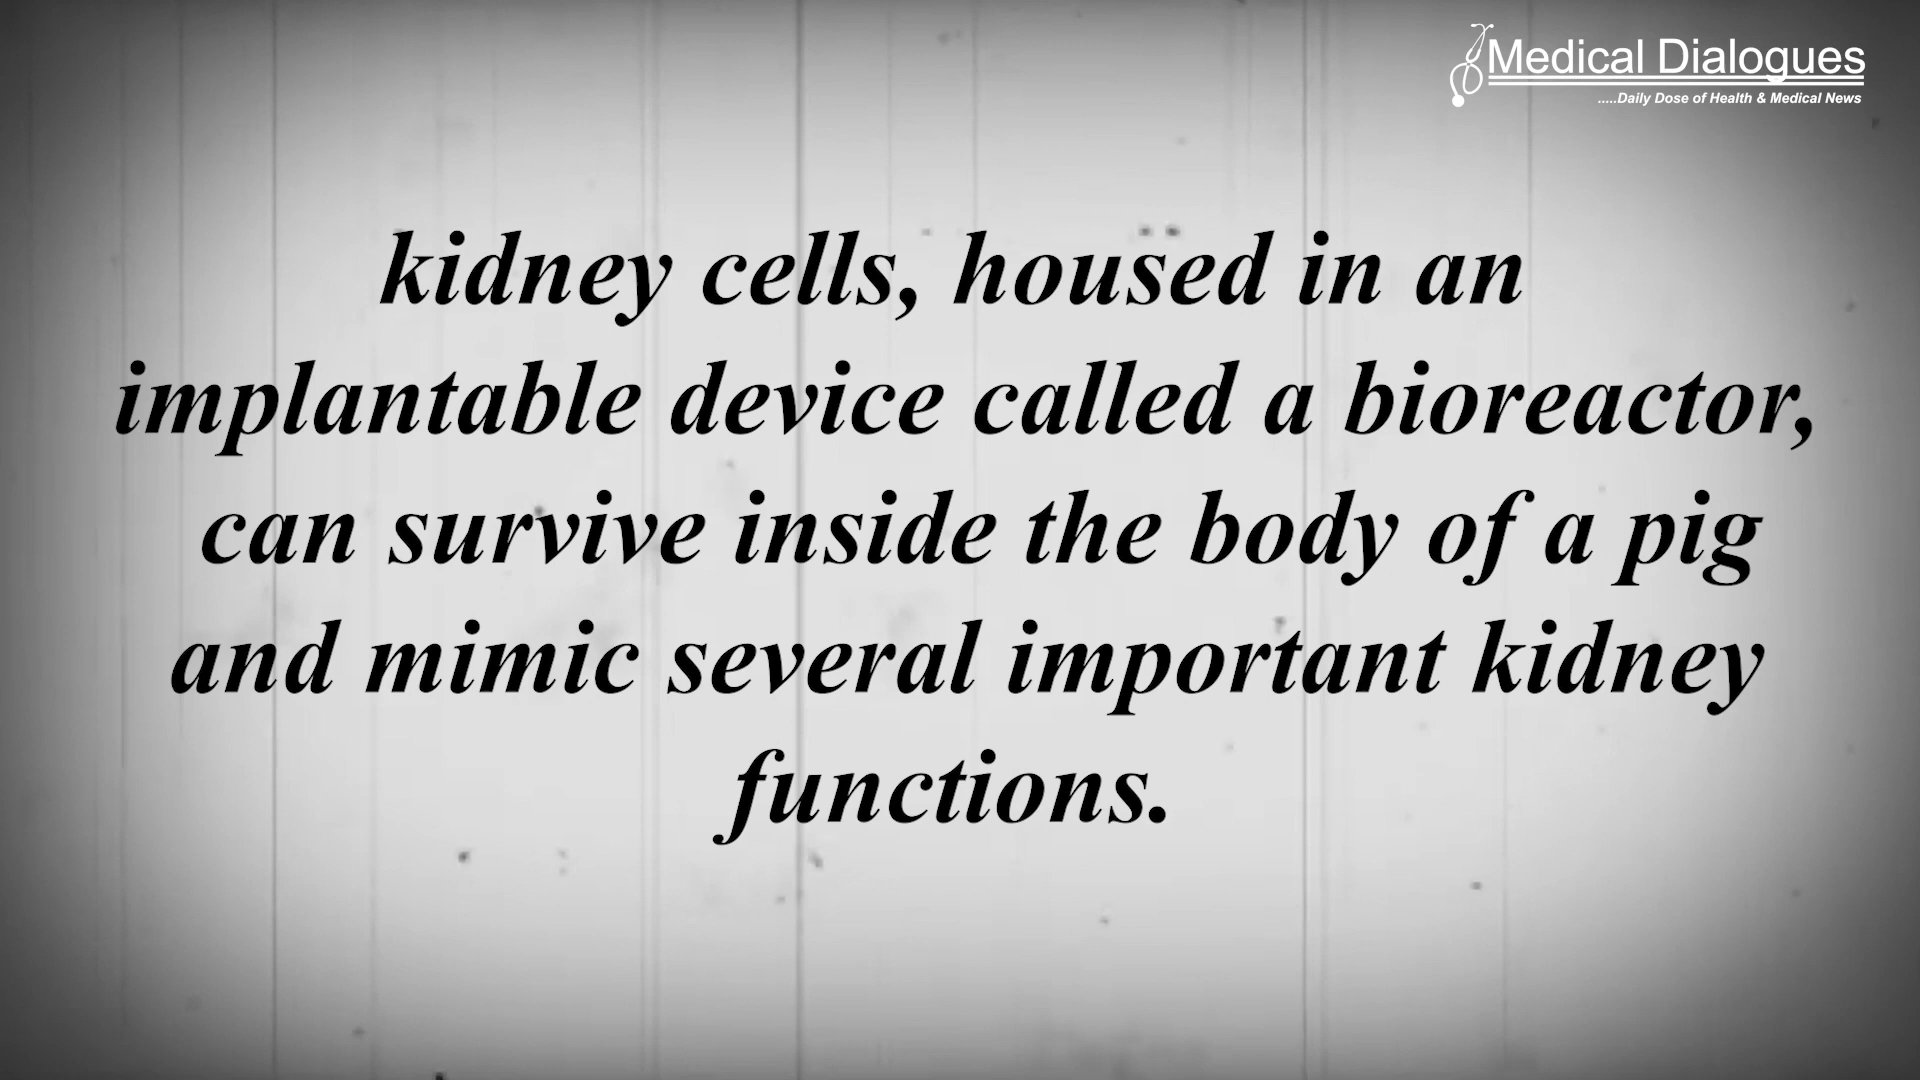 Medical Dialogues
.....Daily Dose of Health & Medical News
kidney cells, housed in an
implantable device called a bioreactor,
can survive inside the body of a pig
and mimic several important kidney
functions.